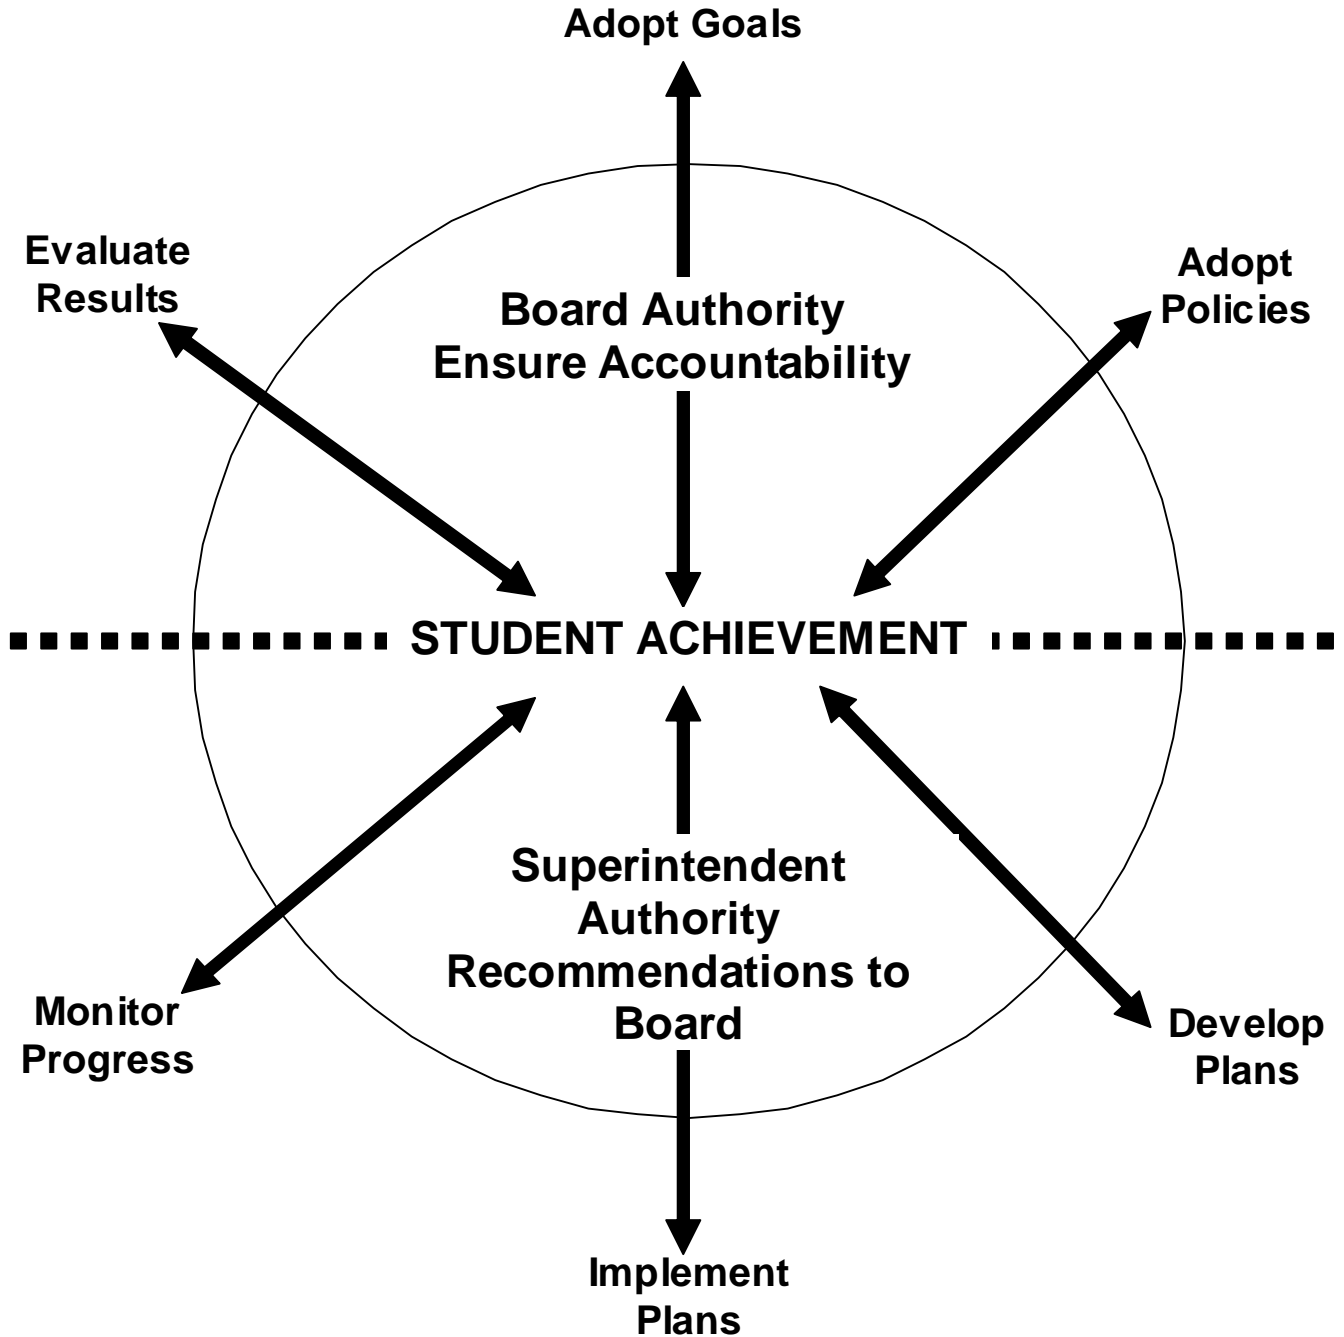 Adopt Goals
Evaluate
Results
Adopt
Policies
Board Authority
Ensure Accountability
STUDENT ACHIEVEMENT
Superintendent
Authority
Recommendations to
Board
Monitor
Progress
Develop
Plans
Implement
Plans